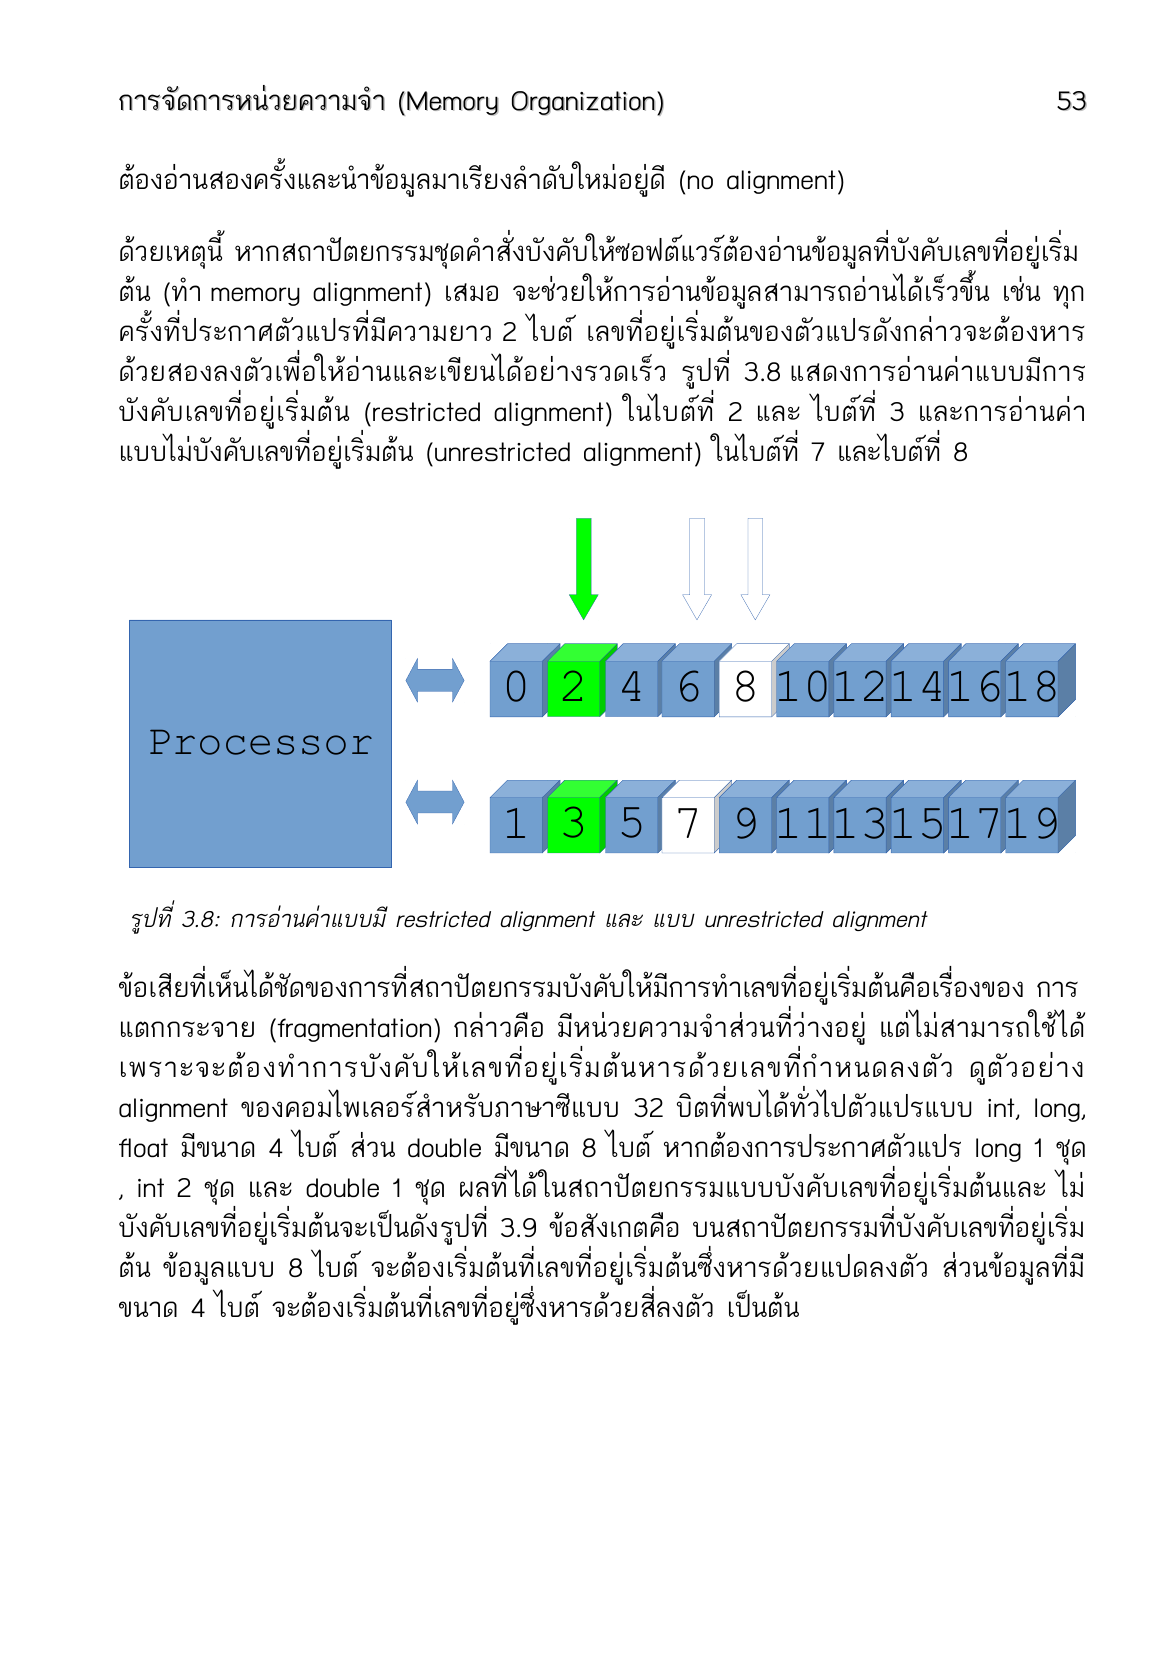 การจัดการหน่วยความจำ (Memory Organization) 53
ต้องอ่านสองครั้งและนำข้อมูลมาเรียงลำดับใหม่อยู่ดี (no alignment)
ด้วยเหตุนี้ หากสถาปัตยกรรมชุดคำสั่งบังคับให้ซอฟต์แวร์ต้องอ่านข้อมูลที่บังคับเลขที่อยู่เริ่ม
ต้น (ทำ memory alignment) เสมอ จะช่วยให้การอ่านข้อมูลสามารถอ่านได้เร็วขึ้น เช่น ทุก
ครั้งที่ประกาศตัวแปรที่มีความยาว 2 ไบต์ เลขที่อยู่เริ่มต้นของตัวแปรดังกล่าวจะต้องหาร
ด้วยสองลงตัวเพื่อให้อ่านและเขียนได้อย่างรวดเร็ว รูปที่ 3.8 แสดงการอ่านค่าแบบมีการ
บังคับเลขที่อยู่เริ่มต้น (restricted alignment) ในไบต์ที่ 2 และ ไบต์ที่ 3 และการอ่านค่า
แบบไม่บังคับเลขที่อยู่เริ่มต้น (unrestricted alignment) ในไบต์ที่ 7 และไบต์ที่ 8
0 2 4 6 8 10 12 14 16 18
Processor
1 3 5 7 9 11 13 15 17 19
รูปที่ 3.8: การอ่านค่าแบบมี restricted alignment และ แบบ unrestricted alignment
ข้อเสียที่เห็นได้ชัดของการที่สถาปัตยกรรมบังคับให้มีการทำเลขที่อยู่เริ่มต้นคือเรื่องของ การ
แตกกระจาย (fragmentation) กล่าวคือ มีหน่วยความจำส่วนที่ว่างอยู่ แต่ไม่สามารถใช้ได้
เพราะจะต้องทำการบังคับให้เลขที่อยู่เริ่มต้นหารด้วยเลขที่กำหนดลงตัว ดูตัวอย่าง
alignment ของคอมไพเลอร์สำหรับภาษาซีแบบ 32 บิตที่พบได้ทั่วไปตัวแปรแบบ int, long,
float มีขนาด 4 ไบต์ ส่วน double มีขนาด 8 ไบต์ หากต้องการประกาศตัวแปร long 1 ชุด
, int 2 ชุด และ double 1 ชุด ผลที่ได้ในสถาปัตยกรรมแบบบังคับเลขที่อยู่เริ่มต้นและ ไม่
บังคับเลขที่อยู่เริ่มต้นจะเป็นดังรูปที่ 3.9 ข้อสังเกตคือ บนสถาปัตยกรรมที่บังคับเลขที่อยู่เริ่ม
ต้น ข้อมูลแบบ 8 ไบต์ จะต้องเริ่มต้นที่เลขที่อยู่เริ่มต้นซึ่งหารด้วยแปดลงตัว ส่วนข้อมูลที่มี
ขนาด 4 ไบต์ จะต้องเริ่มต้นที่เลขที่อยู่ซึ่งหารด้วยสี่ลงตัว เป็นต้น